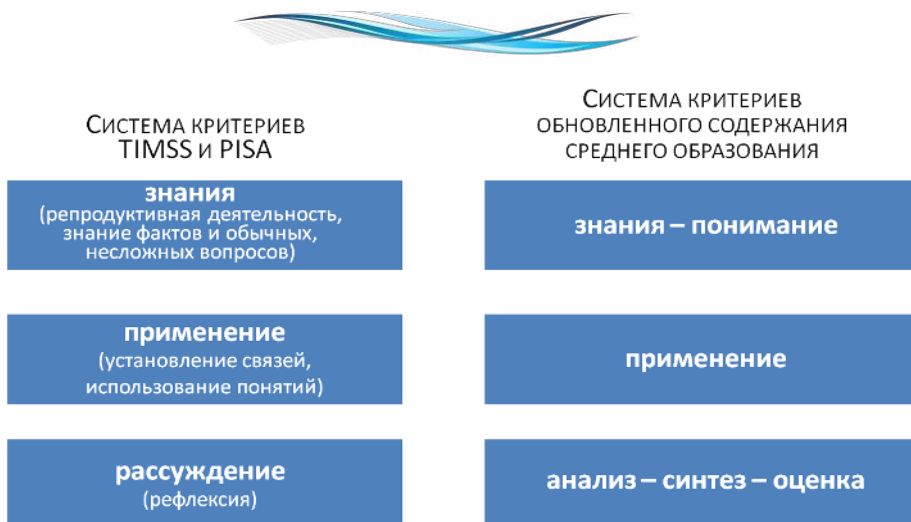 Система критериев
TIMSS и PISA
знания
(репродуктивная деятельность,
знание фактов и обычных,
несложных вопросов)
применение
(установление связей,
использование понятий)
рассуждение
(рефлексия)
Система критериев
обновленного содержания
среднего образования
знания – понимание
применение
анализ – синтез – оценка